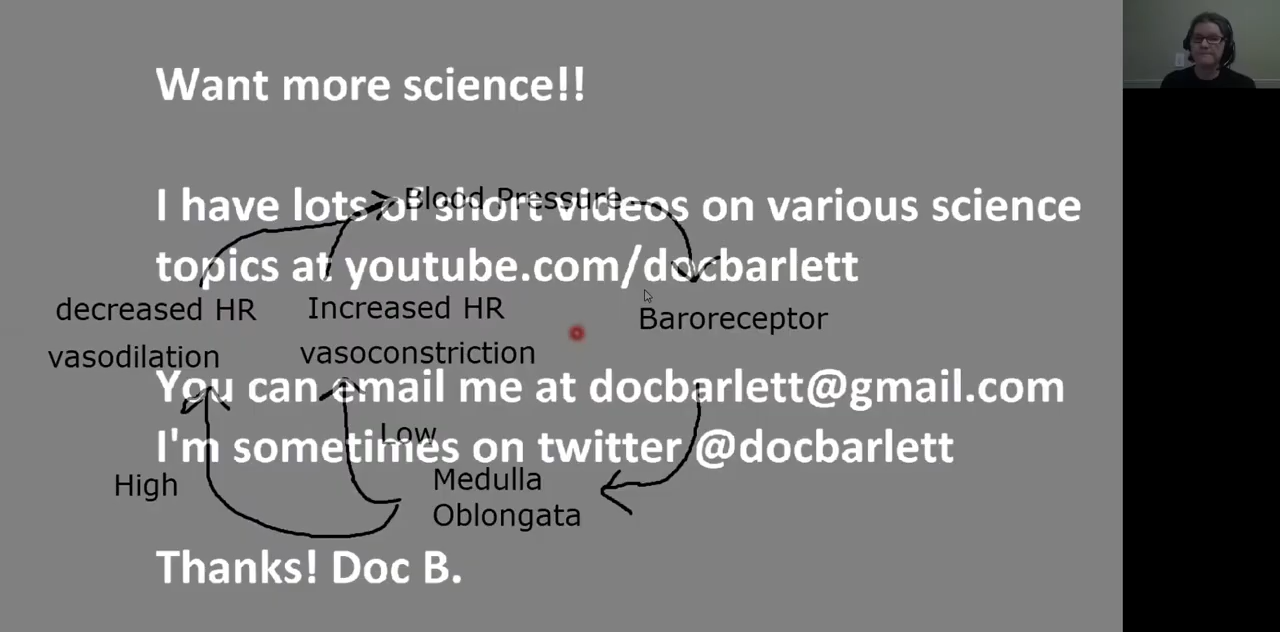 Want more science!!
Blood Pressure
I have lots of short videos on various science
topics at youtube.com/docbarlett
decreased HR
vasodilation
Increased HR
vasoconstriction
Baroreceptor
You can email me at docbarlett@gmail.com
Low
I'm sometimes on twitter @docbarlett
High
Medulla
Oblongata
Thanks! Doc B.